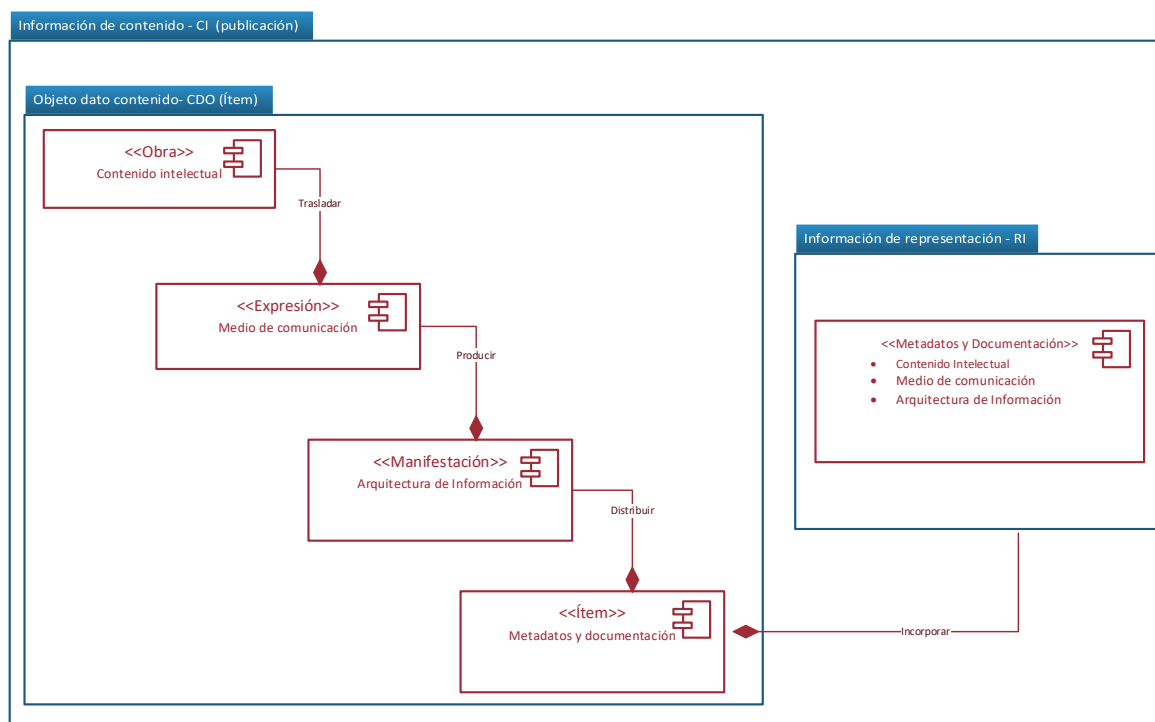 Información de contenido - CI  (publicación)
Objeto dato contenido- CDO (Ítem)
<<Obra>>
Contenido intelectual
Trasladar
<<Expresión>>
Medio de comunicación
Producir
<<Manifestación>>
Arquitectura de Información
Distribuir
<<Ítem>>
Metadatos y documentación
Información de representación - RI
<<Metadatos y Documentación>>
• Contenido Intelectual
• Medio de comunicación
• Arquitectura de Información
Incorporar